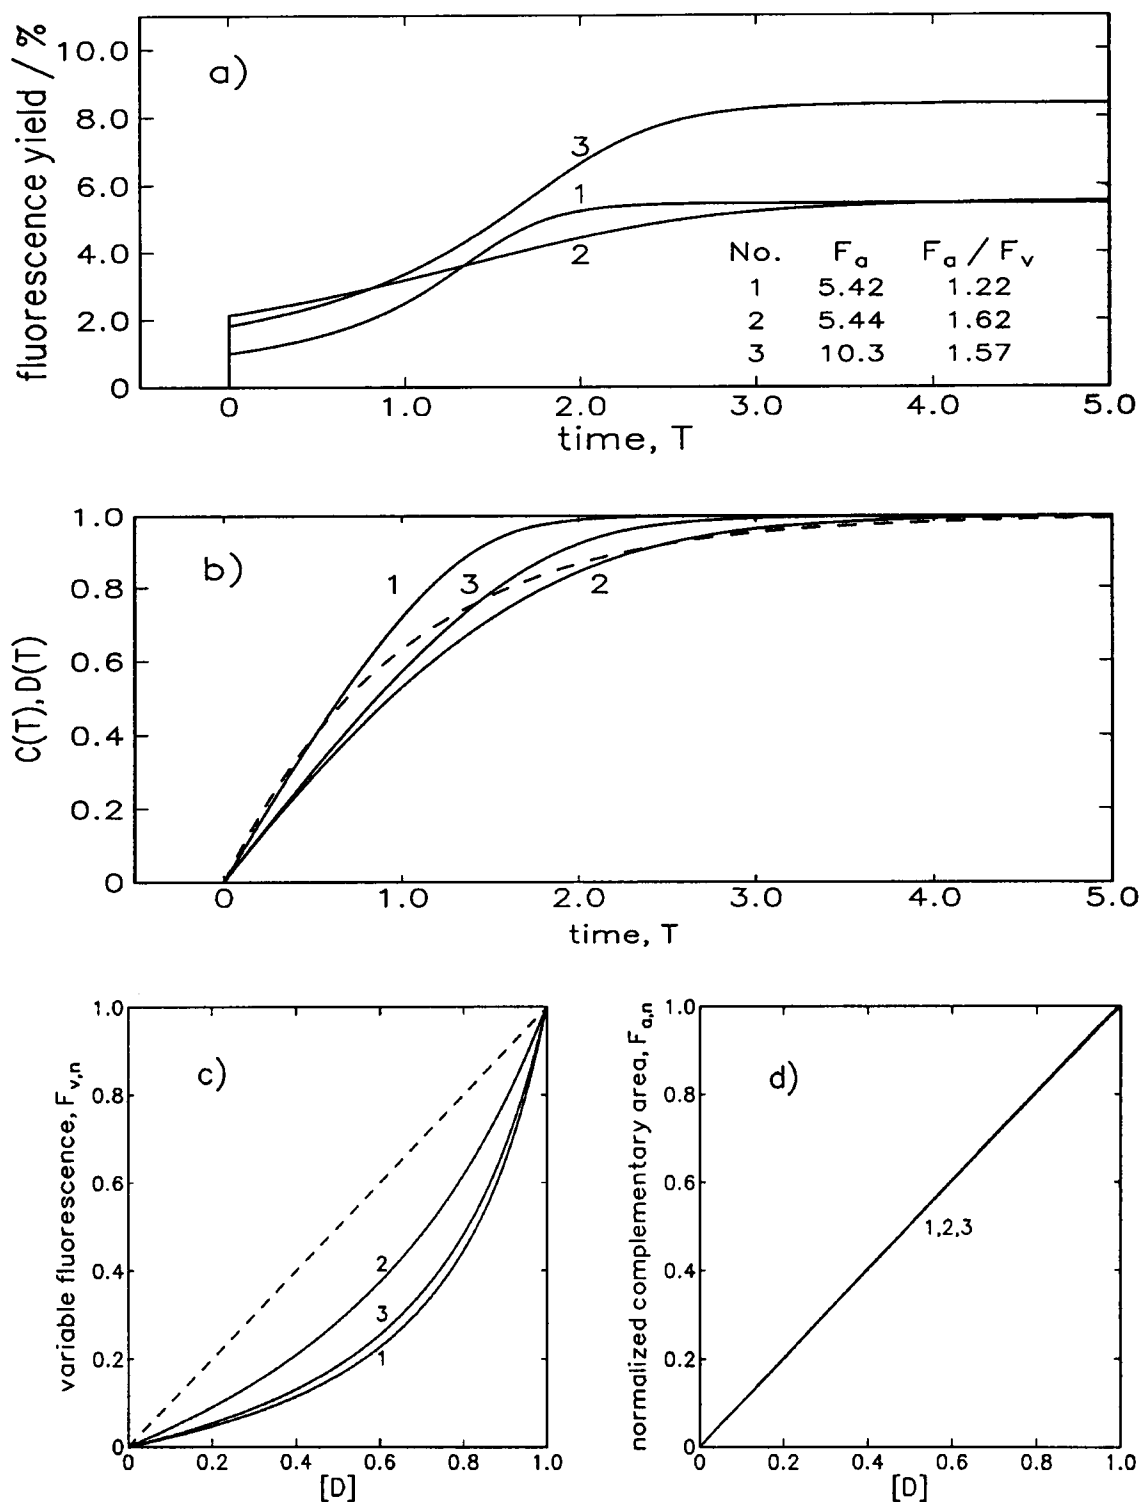 fluorescence yield / %
10.0
8.0
6.0
4.0
2.0
0
a)
3
1
2
No. Fa Fa / Fv
1 5.42 1.22
2 5.44 1.62
3 10.3 1.57
0 1.0 2.0 3.0 4.0 5.0
time, T
C(T), D(T)
1.0
0.8
0.6
0.4
0.2
0
b)
1 3 2
0 1.0 2.0 3.0 4.0 5.0
time, T
variable fluorescence, Fv,n
1.0
0.8
0.6
0.4
0.2
0
c)
2
3
1
0 0.2 0.4 0.6 0.8 1.0
[D]
normalized complementary area, Fa,n
1.0
0.8
0.6
0.4
0.2
0
d)
1,2,3
0 0.2 0.4 0.6 0.8 1.0
[D]